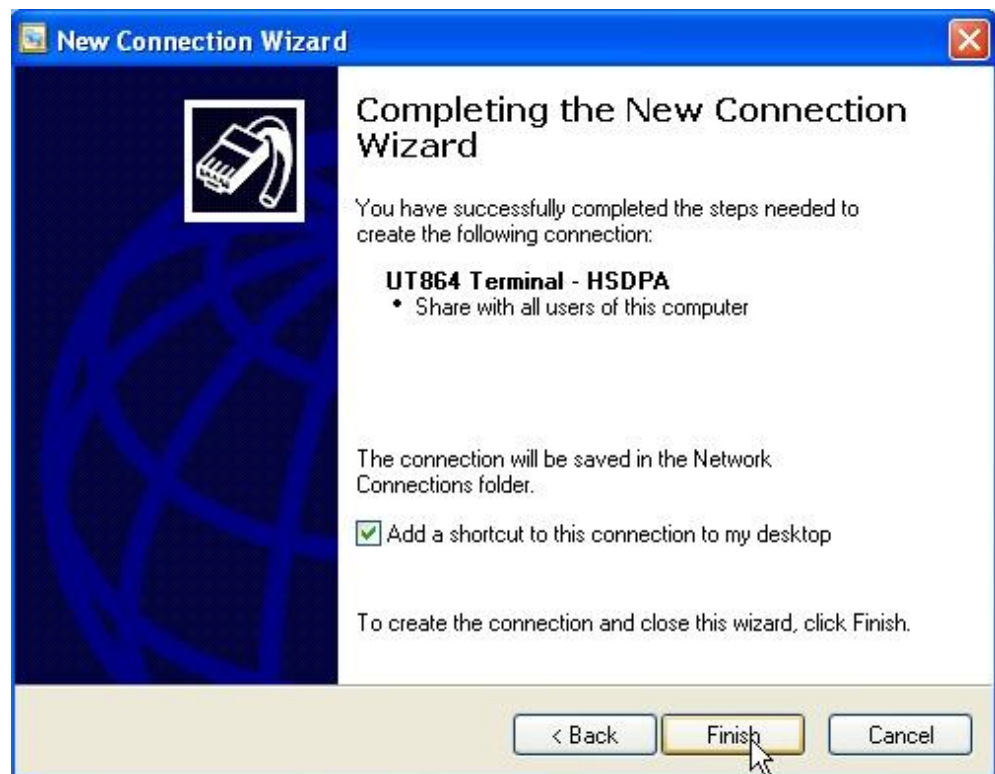 New Connection Wizard
Completing the New Connection
Wizard
You have successfully completed the steps needed to
create the following connection:
UT864 Terminal - HSDPA
• Share with all users of this computer
The connection will be saved in the Network
Connections folder.
Add a shortcut to this connection to my desktop
To create the connection and close this wizard, click Finish.
< Back Finish Cancel